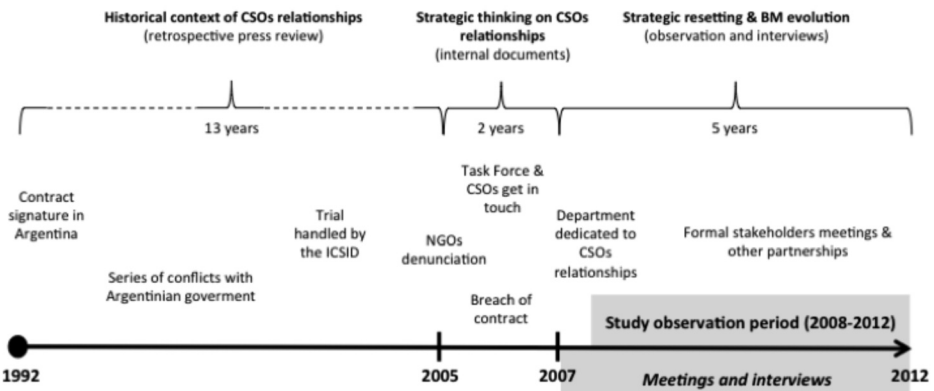 Historical context of CSOs relationships
(retrospective press review)
Strategic thinking on CSOs
relationships
(internal documents)
Strategic resetting & BM evolution
(observation and interviews)
13 years
2 years
5 years
Contract
signature in
Argentina
Series of conflicts with
Argentinian goverment
Trial
handled by
the ICSID
NGOs
denunciation
Task Force &
CSOs get in
touch
Breach of
contract
Department
dedicated to
CSOs
relationships
Formal stakeholders meetings &
other partnerships
Study observation period (2008-2012)
1992
2005
2007
2012
Meetings and interviews